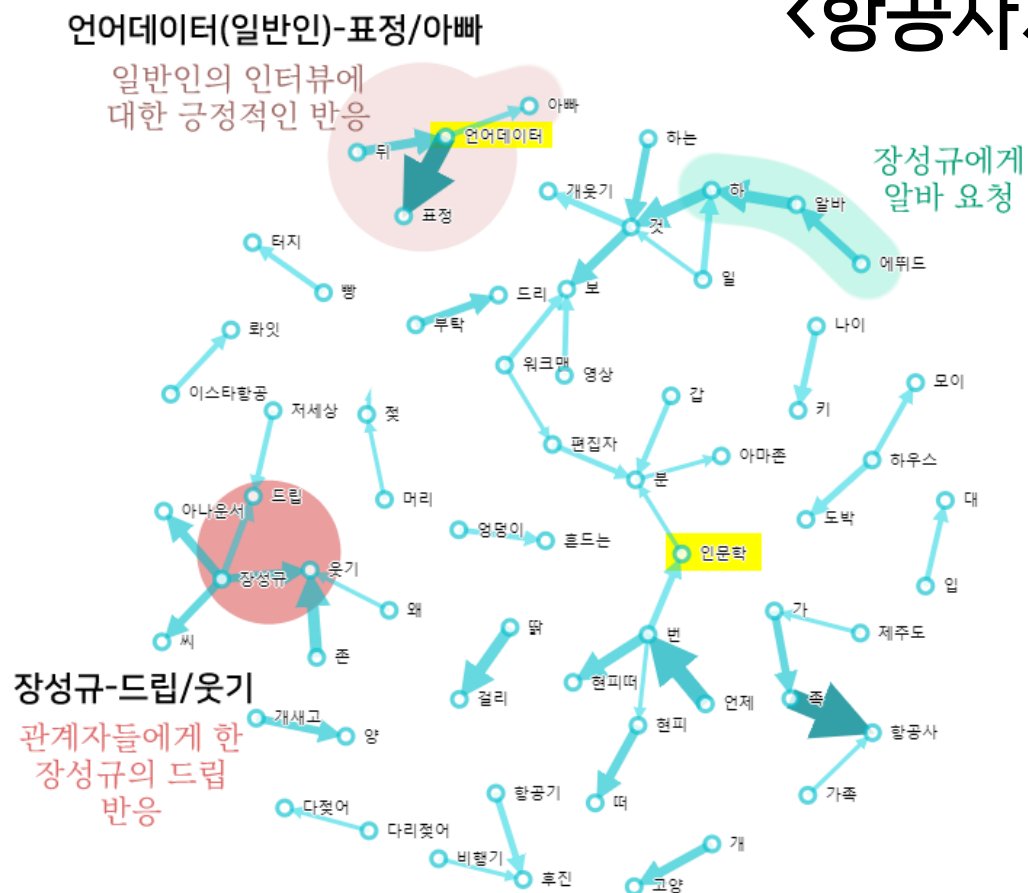 언어데이터(일반인)-표정/아빠
<항공사
일반인의 인터뷰에
대한 긍정적인 반응
아빠
언어데이터
뒤
표정
하는
개웃기
것
하
알바
에뛰드
장성규에게
알바 요청
일
터지
빵
드리
부탁
보
롸잇
이스타항공
워크맨
영상
나이
키
모이
하우스
도박
저세상
젖
머리
갑
편집자
분
아마존
드립
아나운서
장성규
웃기
왜
씨
존
엉덩이
흔드는
인문학
대
입
가
제주도
땅
걸리
번
현피떠
언제
족
항공사
현피
떠
가족
장성규-드립/웃기
관계자들에게 한
장성규의 드립
반응
개새고
양
다젖어
다리젖어
항공기
비행기
후진
개
고양